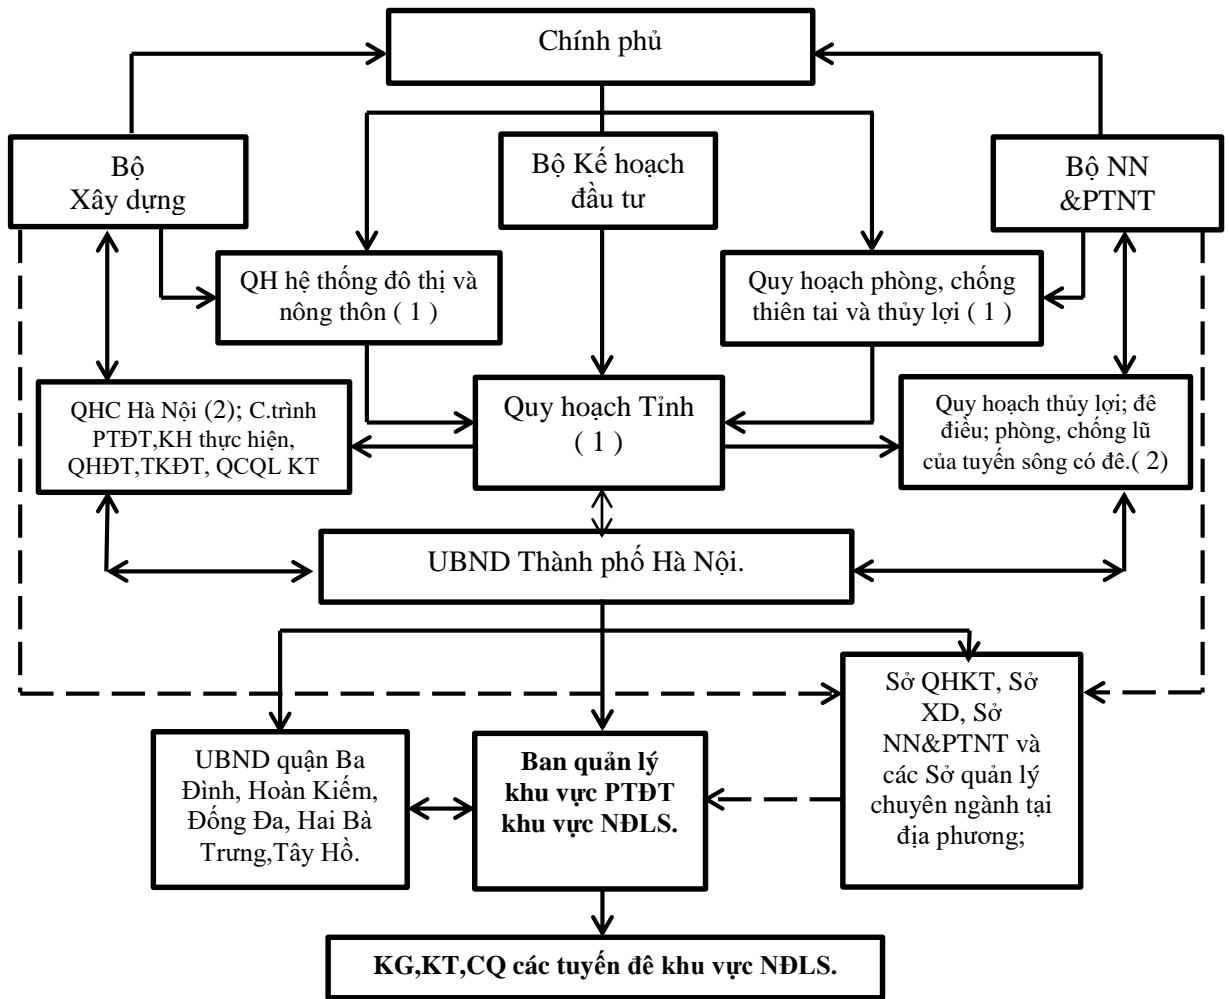 Chính phủ
Bộ
Xây dựng
Bộ Kế hoạch
đầu tư
Bộ NN
&PTNT
QH hệ thống đô thị và
nông thôn ( 1 )
Quy hoạch phòng, chống
thiên tai và thủy lợi ( 1 )
QHC Hà Nội (2); C.trình
PTĐT,KH thực hiện,
QHĐT,TKĐT, QCQL KT
Quy hoạch Tỉnh
( 1 )
Quy hoạch thủy lợi; đê
điều; phòng, chống lũ
của tuyến sông có đê.( 2)
UBND Thành phố Hà Nội.
UBND quận Ba
Đình, Hoàn Kiếm,
Đống Đa, Hai Bà
Trưng,Tây Hồ.
Ban quản lý
khu vực PTĐT
khu vực NĐLS.
Sở QHKT, Sở
XD, Sở
NN&PTNT và
các Sở quản lý
chuyên ngành tại
địa phương;
KG,KT,CQ các tuyến đê khu vực NĐLS.